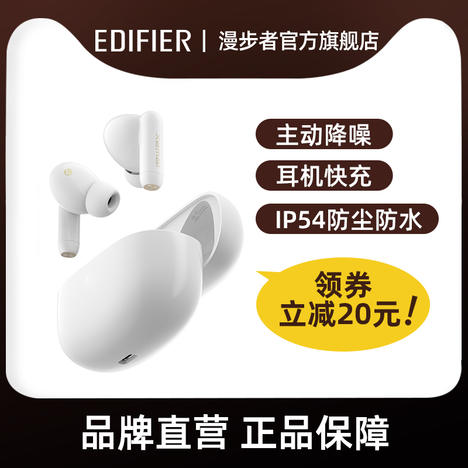 EDIFIER | 漫步者官方旗舰店
主动降噪
耳机快充
IP54防尘防水
领券
立减20元!
品牌直营 正品保障